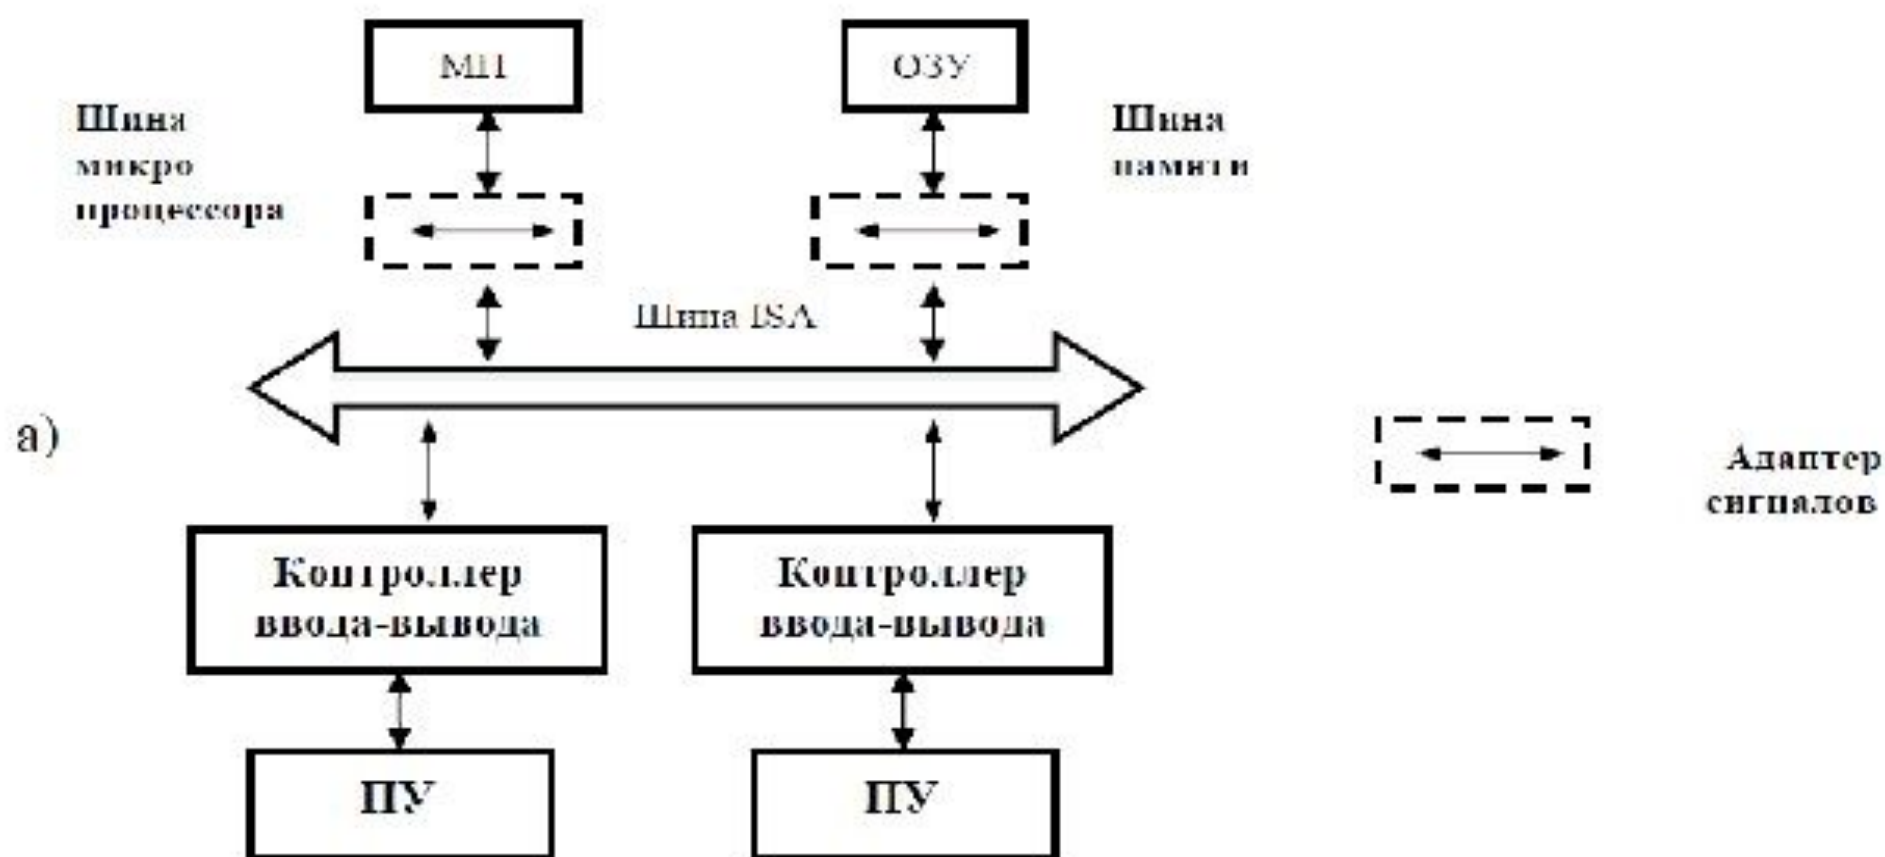 МП
ОЗУ
Шина
микро
процессора
Шина
памяти
Шина ISA
а)
Адаптер
сигналов
Контроллер
ввода-вывода
Контроллер
ввода-вывода
ПУ
ПУ